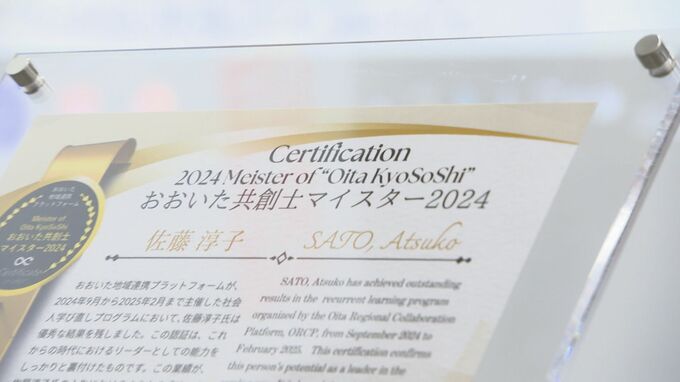 Certification
2024 Meister of "Oita KyoSoShi"
おおいた共創士マイスター2024
佐藤 淳子 SATO, Atsuko
おおいた
地域連携
プラットフォーム
Meister of
Oita KyoSoShi
おおいた共創士
マイスター2024
Certificate
おおいた地域連携プラットフォームが、
2024年9月から2025年2月まで主催した社会
人学び直しプログラムにおいて、佐藤淳子氏は
優秀な結果を残しました。この認証は、これ
からの時代におけるリーダーとしての能力を
しっかりと裏付けたものです。この業績が、
SATO, Atsuko has achieved outstanding
results in the recurrent learning program
organized by the Oita Regional Collaboration
Platform, ORCP, from September 2024 to
February 2025. This certification confirms
this person's potential as a leader in the